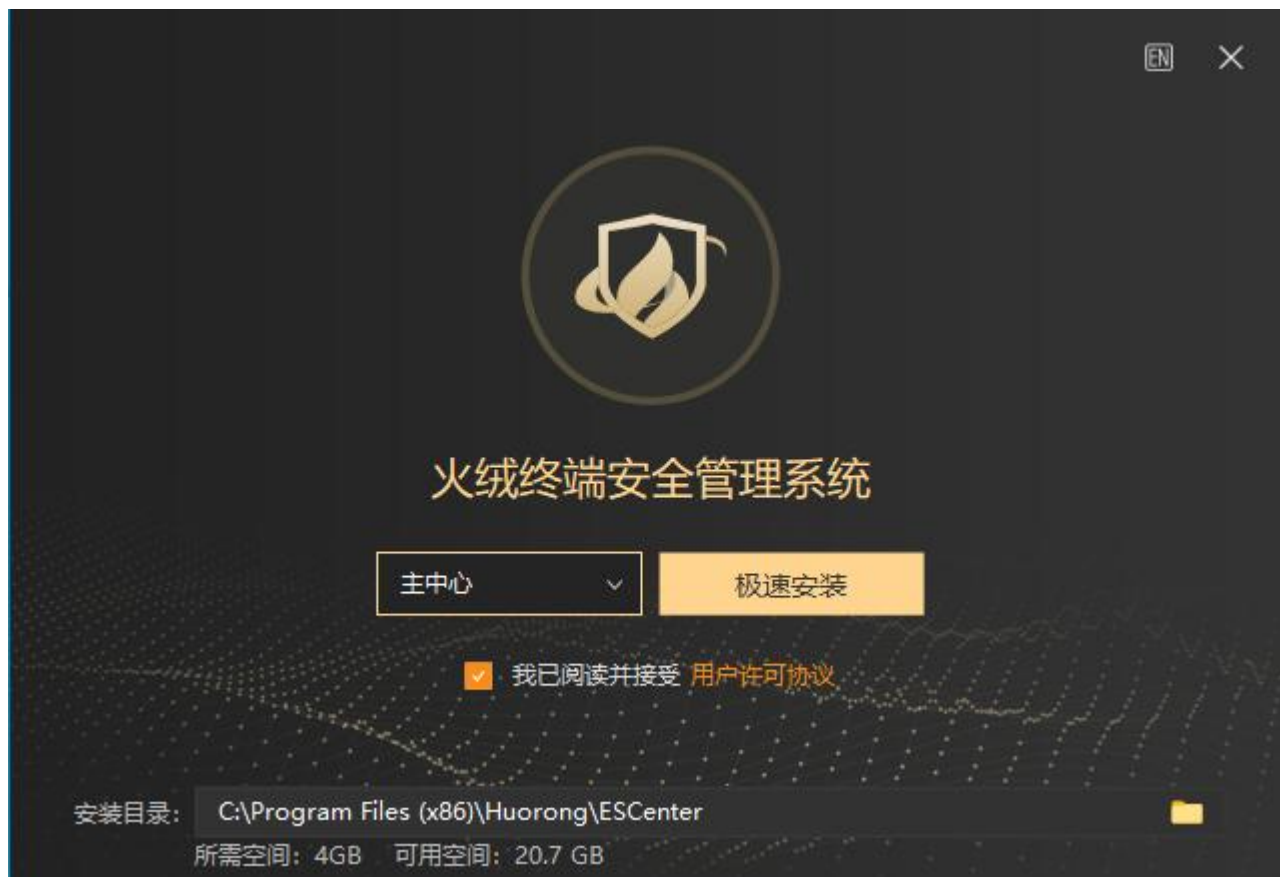 EN
火绒终端安全管理系统
主中心 极速安装
我已阅读并接受 用户许可协议
安装目录： C:\Program Files (x86)\Huorong\ESCenter
所需空间：4GB 可用空间：20.7 GB